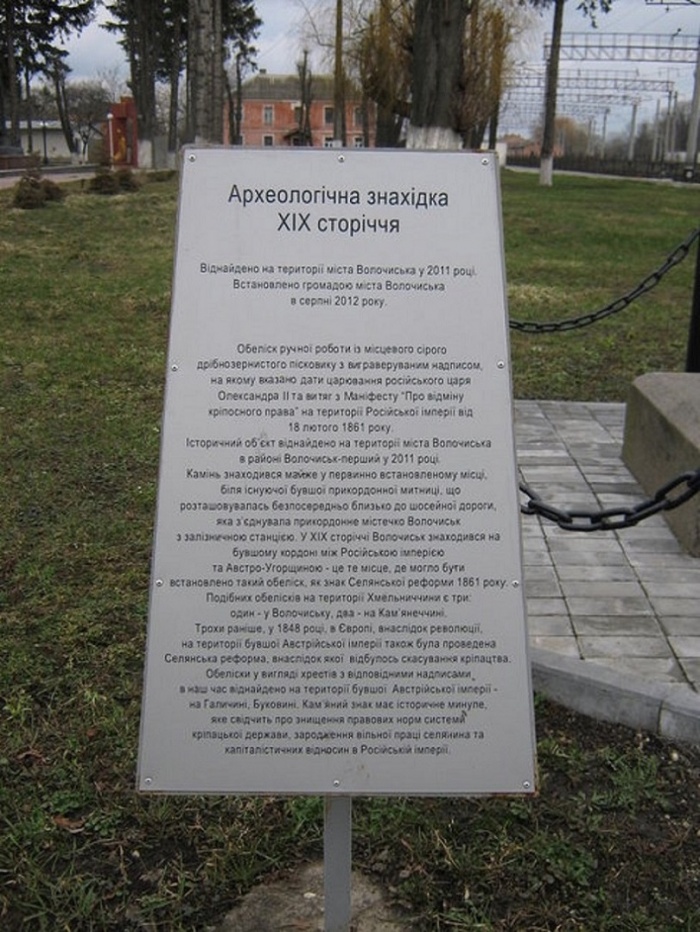 Археологічна знахідка
XIX сторіччя
Віднайдено на території міста Волочиська у 2011 році.
Встановлено громадою міста Волочиська
в серпні 2012 року.
Обеліск ручної роботи із місцевого сірого
дрібнозернистого пісковику з виграверуваним надписом,
на якому вказано дати царювання російського царя
Олександра II та витяг з Маніфесту "Про відміну
кріпосного права" на території Російської імперії від
18 лютого 1861 року.
Історичний об'єкт віднайдено на території міста Волочиська
в районі Волочиськ-перший у 2011 році.
Камінь знаходився майже у первинно встановленому місці,
біля існуючої бувшої прикордонної митниці, що
розташовувалась безпосередньо близько до шосейної дороги,
яка з'єднувала прикордонне містечко Волочиськ
з залізничною станцією. У XIX сторіччі Волочиськ знаходився на
бувшому кордоні між Російською імперією
та Австро-Угорщиною - це те місце, де могло бути
встановлено такий обеліск, як знак Селянської реформи 1861 року.
Подібних обелісків на території Хмельниччини є три:
один - у Волочиську, два - на Кам'янеччині.
Трохи раніше, у 1848 році, в Європі, внаслідок революції,
на території бувшої Австрійської імперії також була проведена
Селянська реформа, внаслідок якої відбулось скасування кріпацтва.
Обеліски у вигляді хрестів з відповідними надписами
в наш час віднайдено на території бувшої Австрійської імперії -
на Галичині, Буковині. Кам'яний знак має історичне минуле,
яке свідчить про знищення правових норм системи
кріпацької держави, зародження вільної праці селянина та
капіталістичних відносин в Російській імперії.